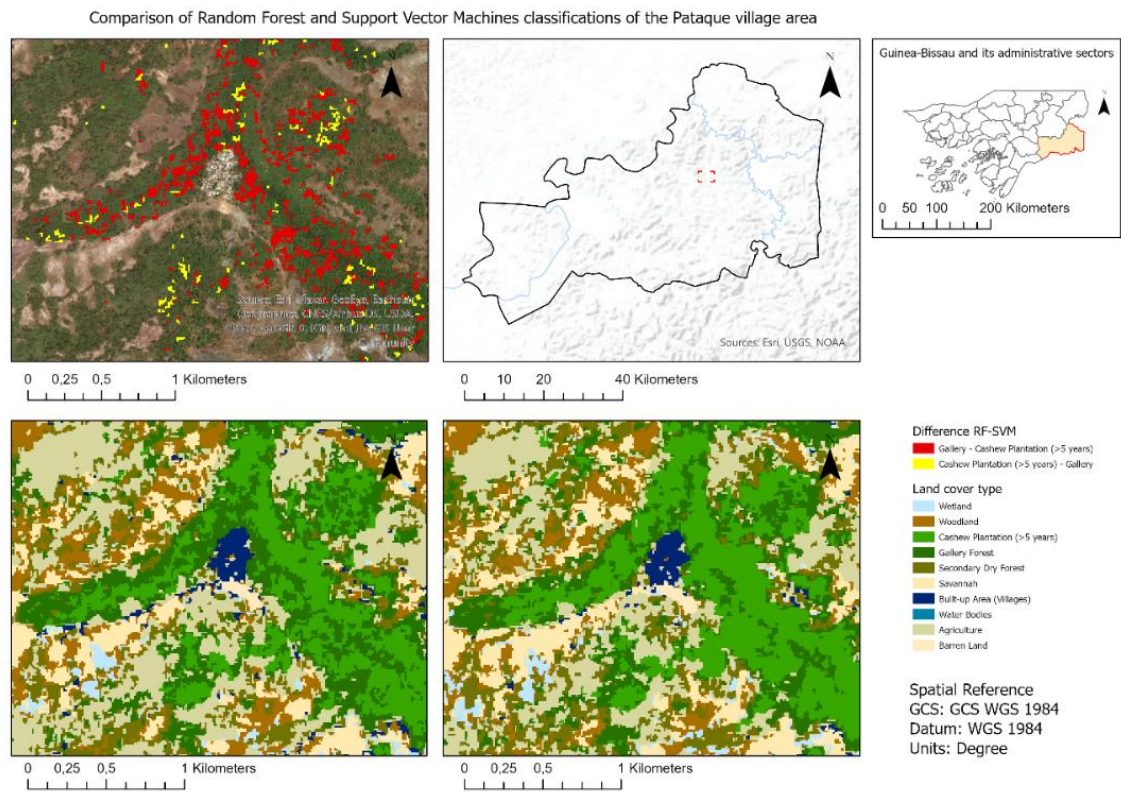 Comparison of Random Forest and Support Vector Machines classifications of the Pataque village area
N
Community
0 0,25 0,5 1 Kilometers
N
Sources: Esri, USGS, NOAA
0 10 20 40 Kilometers
Guinea-Bissau and its administrative sectors
N
0 50 100 200 Kilometers
N
0 0,25 0,5 1 Kilometers
N
0 0,25 0,5 1 Kilometers
Difference RF-SVM
Gallery - Cashew Plantation (>5 years)
Cashew Plantation (>5 years) - Gallery
Land cover type
Wetland
Woodland
Cashew Plantation (>5 years)
Gallery Forest
Secondary Dry Forest
Savannah
Built-up Area (Villages)
Water Bodies
Agriculture
Barren Land
Spatial Reference
GCS: GCS WGS 1984
Datum: WGS 1984
Units: Degree